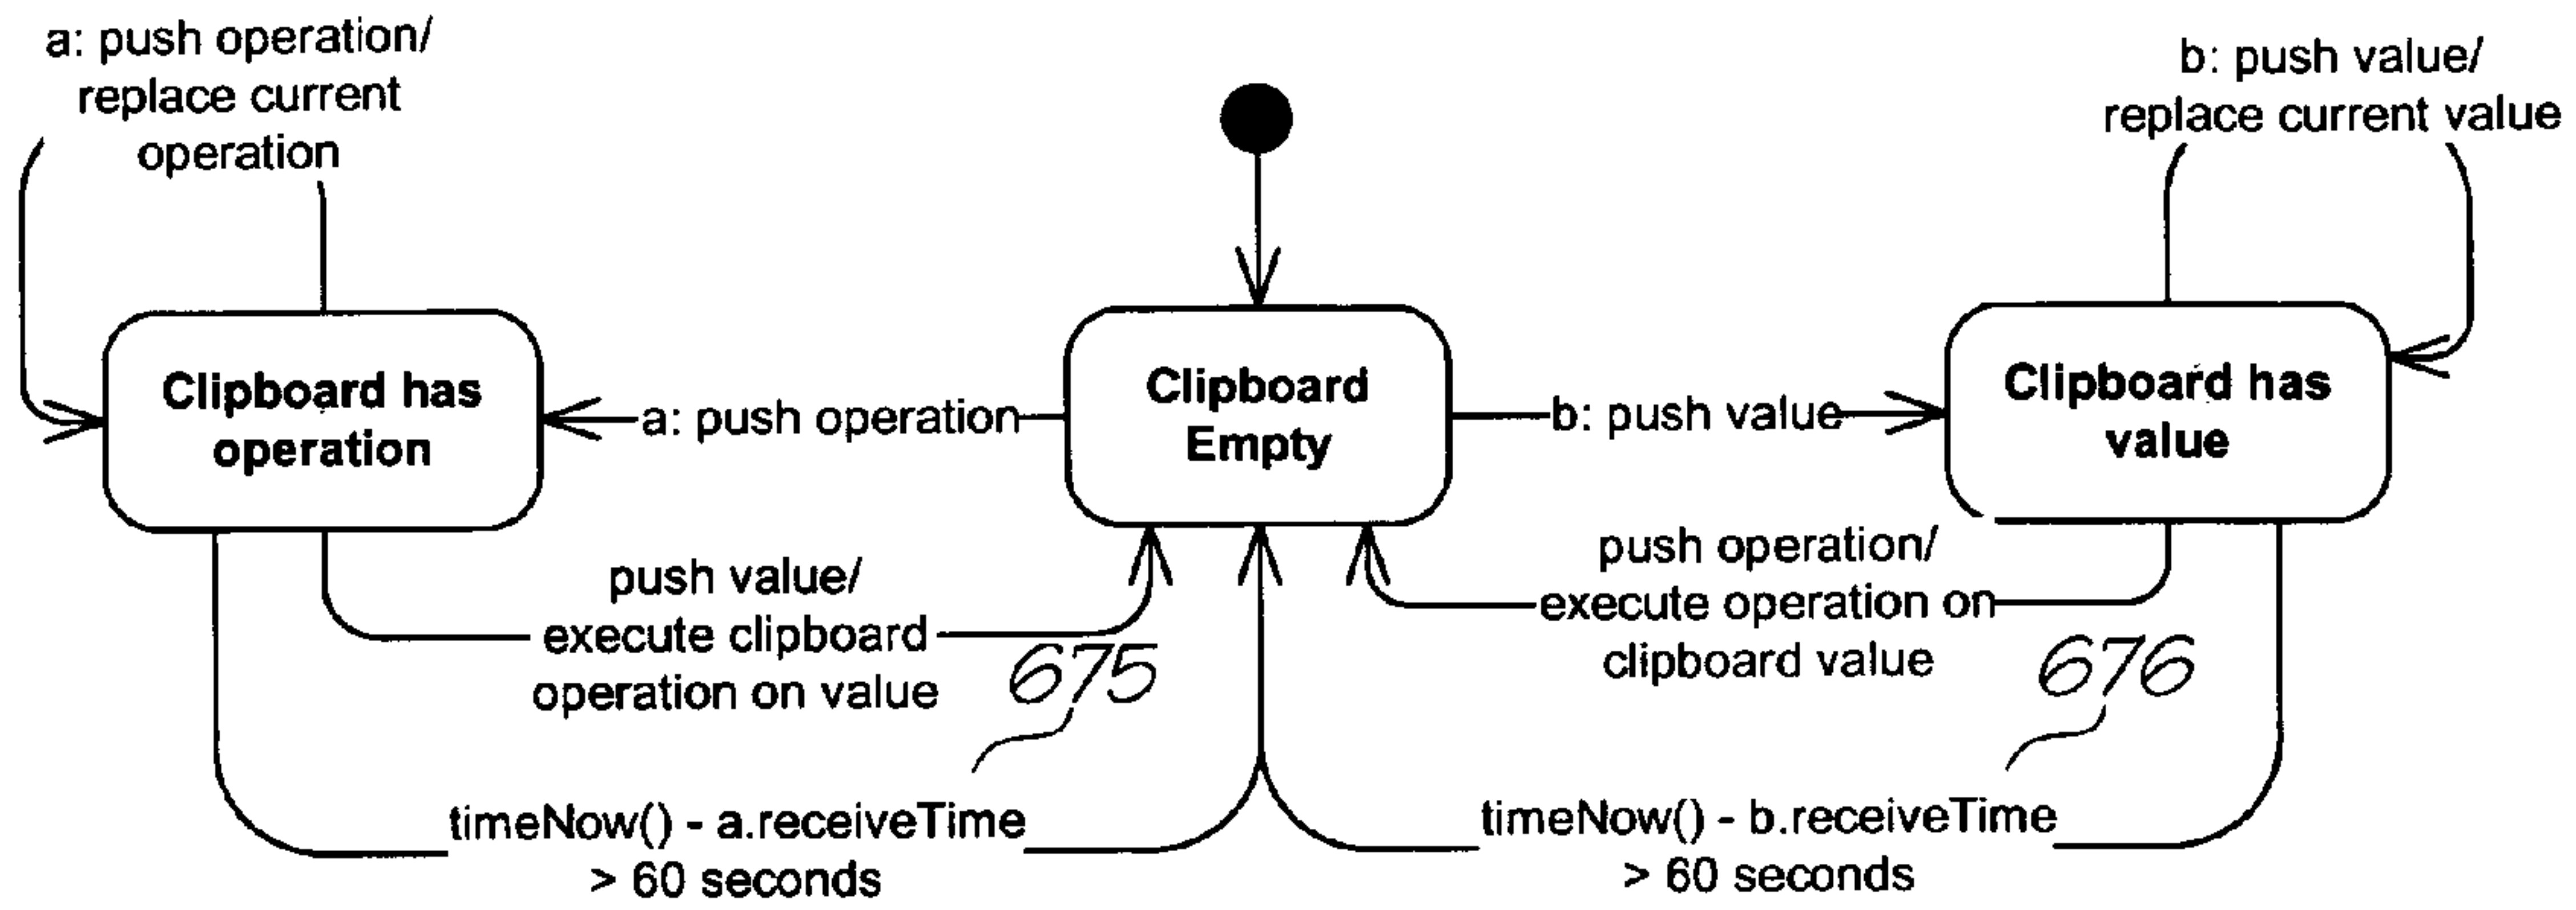 a: push operation/
replace current
operation
b: push value/
replace current value
Clipboard has
operation
a: push operation
Clipboard
Empty
b: push value
Clipboard has
value
push value/
execute clipboard
operation on value
675
push operation/
execute operation on
clipboard value
676
timeNow() - a.receiveTime
> 60 seconds
timeNow() - b.receiveTime
> 60 seconds